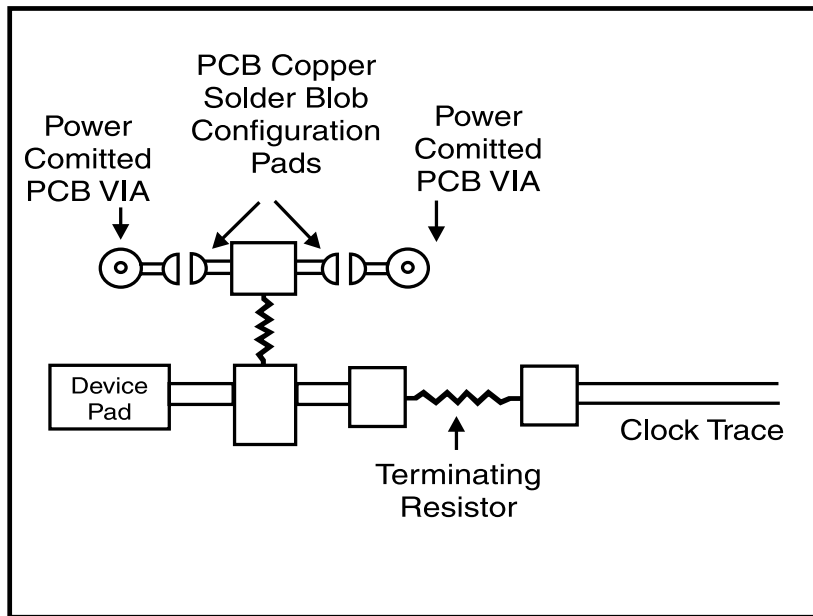 PCB Copper
Solder Blob
Configuration
Pads
Power
Comitted
PCB VIA
Power
Comitted
PCB VIA
Device
Pad
Clock Trace
Terminating
Resistor